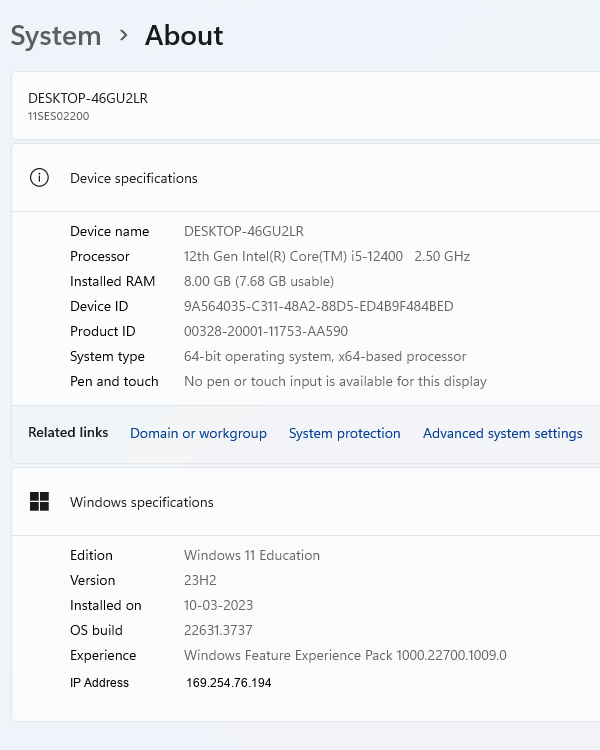 System > About
DESKTOP-46GU2LR
11SES02200
Device specifications
Device name DESKTOP-46GU2LR
Processor 12th Gen Intel(R) Core(TM) i5-12400 2.50 GHz
Installed RAM 8.00 GB (7.68 GB usable)
Device ID 9A564035-C311-48A2-88D5-ED4B9F484BED
Product ID 00328-20001-11753-AA590
System type 64-bit operating system, x64-based processor
Pen and touch No pen or touch input is available for this display
Related links Domain or workgroup System protection Advanced system settings
Windows specifications
Edition Windows 11 Education
Version 23H2
Installed on 10-03-2023
OS build 22631.3737
Experience Windows Feature Experience Pack 1000.22700.1009.0
IP Address 169.254.76.194